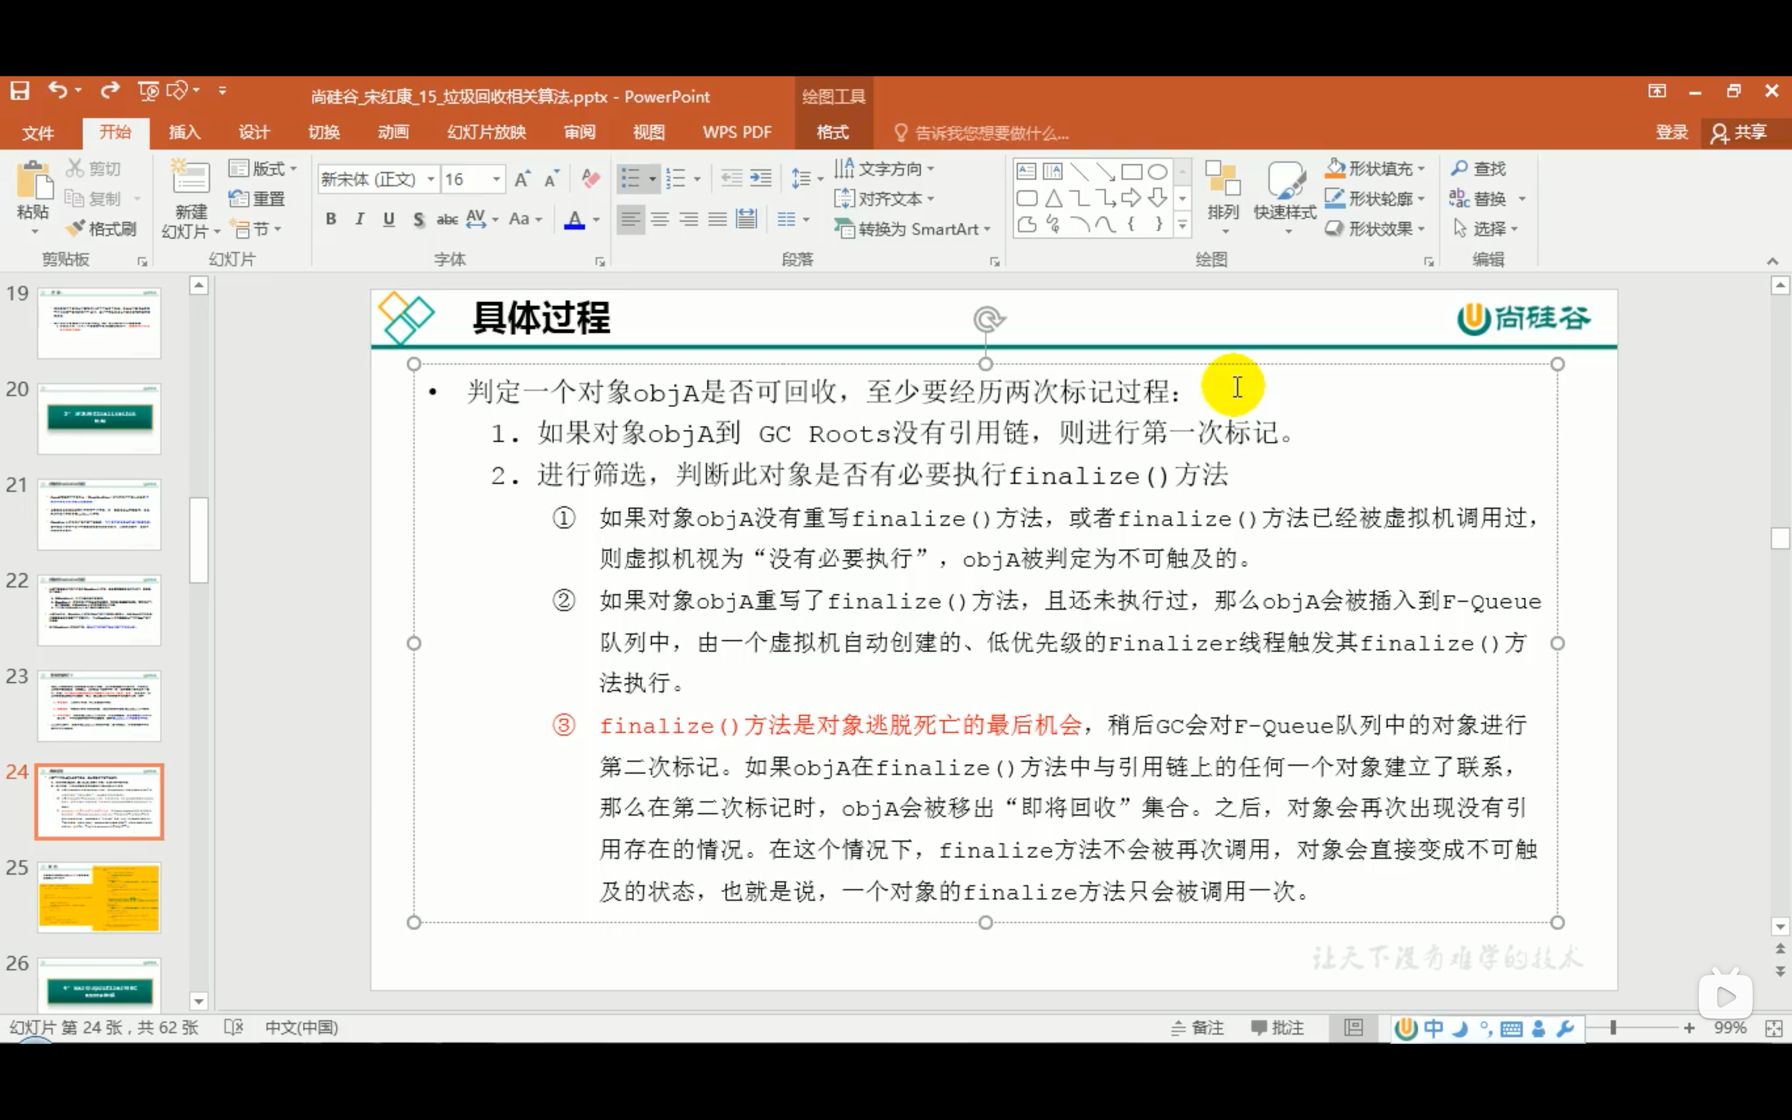 尚硅谷_宋红康_15_垃圾回收相关算法.pptx - PowerPoint
绘图工具
文件 开始 插入 设计 切换 动画 幻灯片放映 审阅 视图 WPS PDF 格式 告诉我您想要做什么... 登录 共享
粘贴 剪切 复制 格式刷
新建 幻灯片 版式 重置 节
新宋体 (正文) 16
B I U S abc AV Aa A
文字方向 对齐文本 转换为 SmartArt
排列 快速样式 形状填充 形状轮廓 形状效果
查找 替换 选择
剪贴板 幻灯片 字体 段落 绘图 编辑
19
20
21
22
23
24
25
26
具体过程
尚硅谷
• 判定一个对象objA是否可回收，至少要经历两次标记过程：
1. 如果对象objA到 GC Roots没有引用链，则进行第一次标记。
2. 进行筛选，判断此对象是否有必要执行finalize()方法
① 如果对象objA没有重写finalize()方法，或者finalize()方法已经被虚拟机调用过，
则虚拟机视为“没有必要执行”，objA被判定为不可触及的。
② 如果对象objA重写了finalize()方法，且还未执行过，那么objA会被插入到F-Queue
队列中，由一个虚拟机自动创建的、低优先级的Finalizer线程触发其finalize()方
法执行。
③ finalize()方法是对象逃脱死亡的最后机会，稍后GC会对F-Queue队列中的对象进行
第二次标记。如果objA在finalize()方法中与引用链上的任何一个对象建立了联系，
那么在第二次标记时，objA会被移出“即将回收”集合。之后，对象会再次出现没有引
用存在的情况。在这个情况下，finalize方法不会被再次调用，对象会直接变成不可触
及的状态，也就是说，一个对象的finalize方法只会被调用一次。
让天下没有难学的技术
幻灯片 第 24 张，共 62 张 中文(中国) 备注 批注 中 99%